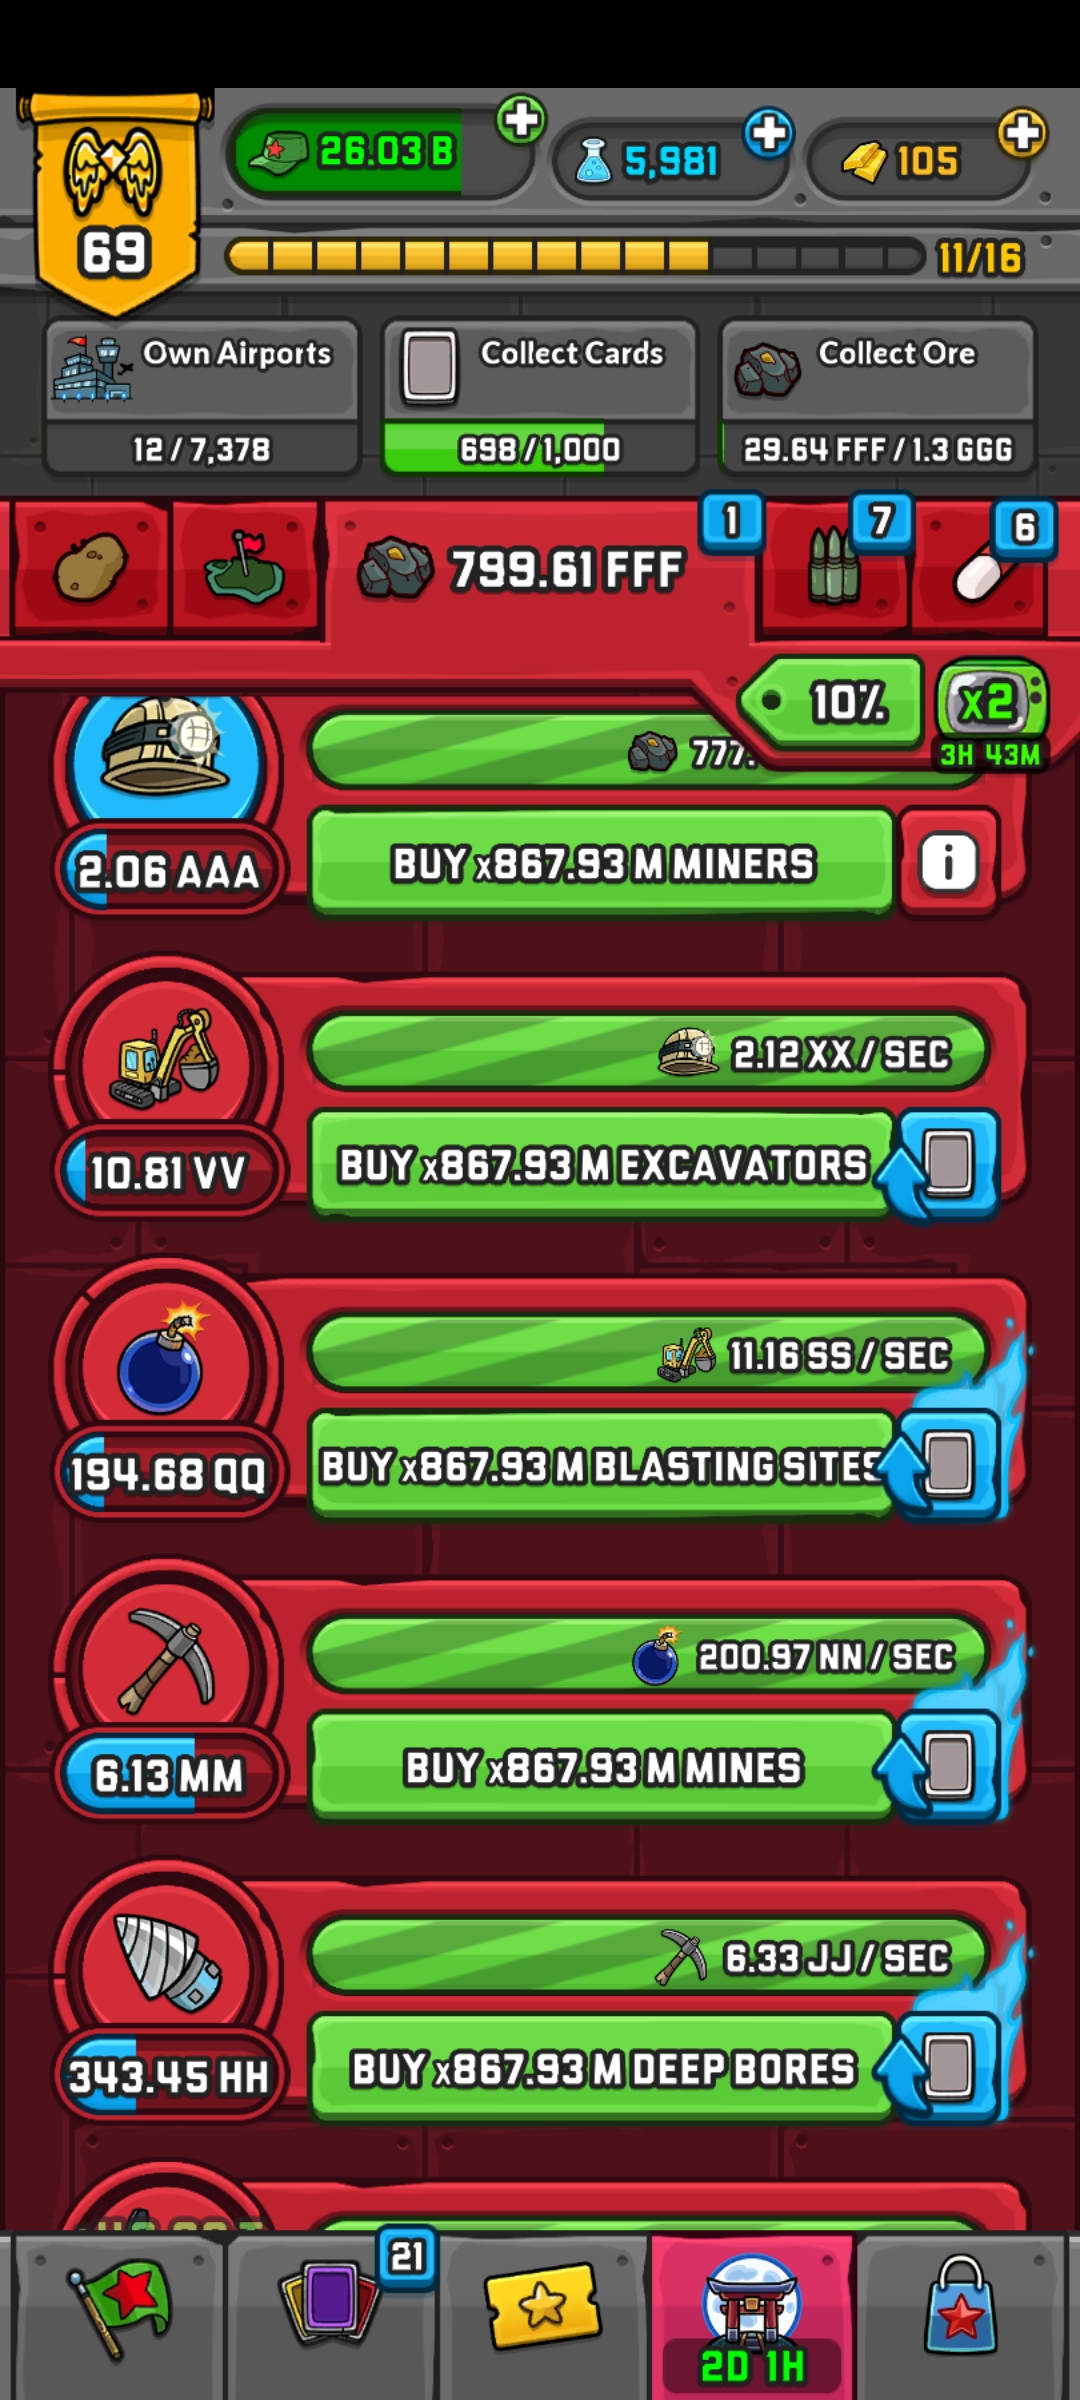 26.03 B
5,981
105
69
11/16
Own Airports
12 / 7,378
Collect Cards
698 / 1,000
Collect Ore
29.64 FFF / 1.3 GGG
799.61 FFF
1
7
6
10%
x2
3H 43M
777.
2.06 AAA
BUY x867.93 M MINERS
i
2.12 XX / SEC
10.81 VV
BUY x867.93 M EXCAVATORS
11.16 SS / SEC
194.68 QQ
BUY x867.93 M BLASTING SITES
200.97 NN / SEC
6.13 MM
BUY x867.93 M MINES
6.33 JJ / SEC
343.45 HH
BUY x867.93 M DEEP BORES
21
2D 1H